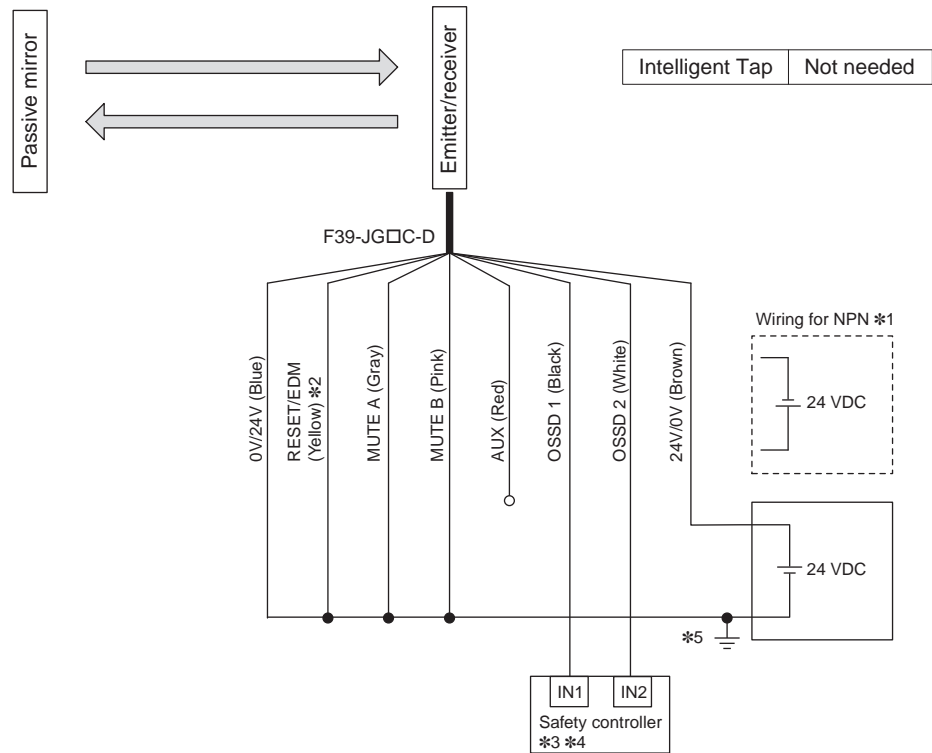 Passive mirror
Emitter/receiver
Intelligent Tap Not needed
F39-JG□C-D
0V/24V (Blue)
RESET/EDM
(Yellow) ✻2
MUTE A (Gray)
MUTE B (Pink)
AUX (Red)
OSSD 1 (Black)
OSSD 2 (White)
24V/0V (Brown)
Wiring for NPN ✻1
24 VDC
24 VDC
✻5
IN1 IN2
Safety controller
✻3 ✻4